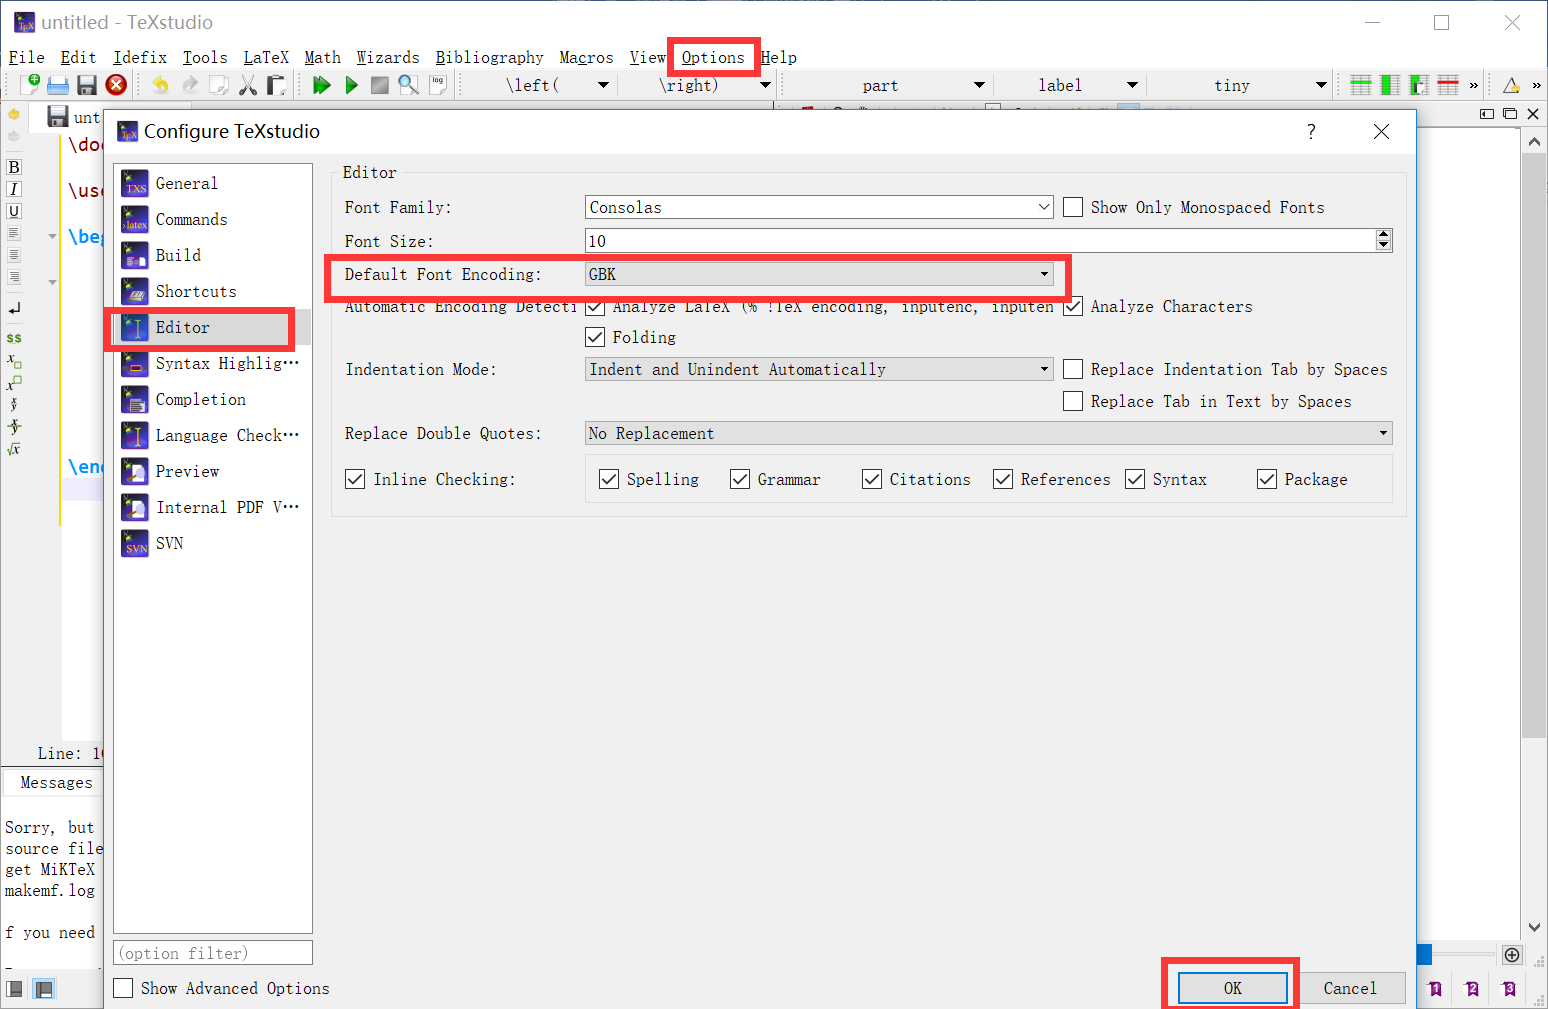 untitled - TeXstudio
File Edit Idefix Tools LaTeX Math Wizards Bibliography Macros View Options Help
\left( \right) part label tiny
unt
Configure TeXstudio
\doc
\use
\beg
\end
General
Commands
Build
Shortcuts
Editor
Syntax Highlig···
Completion
Language Check···
Preview
Internal PDF V···
SVN
(option filter)
Show Advanced Options
Editor
Font Family: Consolas Show Only Monospaced Fonts
Font Size: 10
Default Font Encoding: GBK
Automatic Encoding Detecti Analyze LaTeX (% !TeX encoding, inputenc, inputen Analyze Characters
Folding
Indentation Mode: Indent and Unindent Automatically Replace Indentation Tab by Spaces
Replace Tab in Text by Spaces
Replace Double Quotes: No Replacement
Inline Checking: Spelling Grammar Citations References Syntax Package
OK Cancel
Line: 10
Messages
Sorry, but
source file
get MiKTeX
makemf.log
f you need